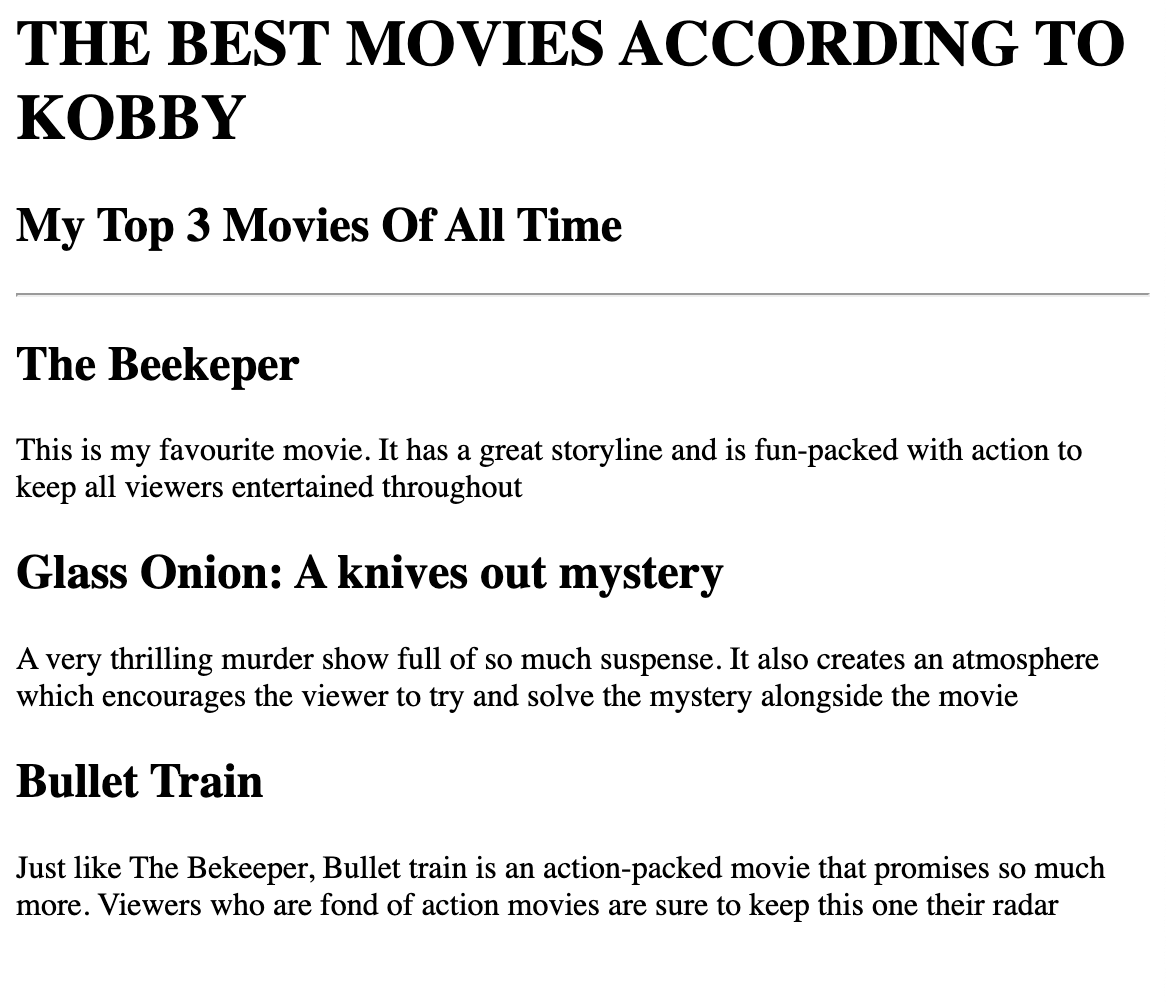 THE BEST MOVIES ACCORDING TO
KOBBY
My Top 3 Movies Of All Time
The Beekeper
This is my favourite movie. It has a great storyline and is fun-packed with action to
keep all viewers entertained throughout
Glass Onion: A knives out mystery
A very thrilling murder show full of so much suspense. It also creates an atmosphere
which encourages the viewer to try and solve the mystery alongside the movie
Bullet Train
Just like The Bekeeper, Bullet train is an action-packed movie that promises so much
more. Viewers who are fond of action movies are sure to keep this one their radar